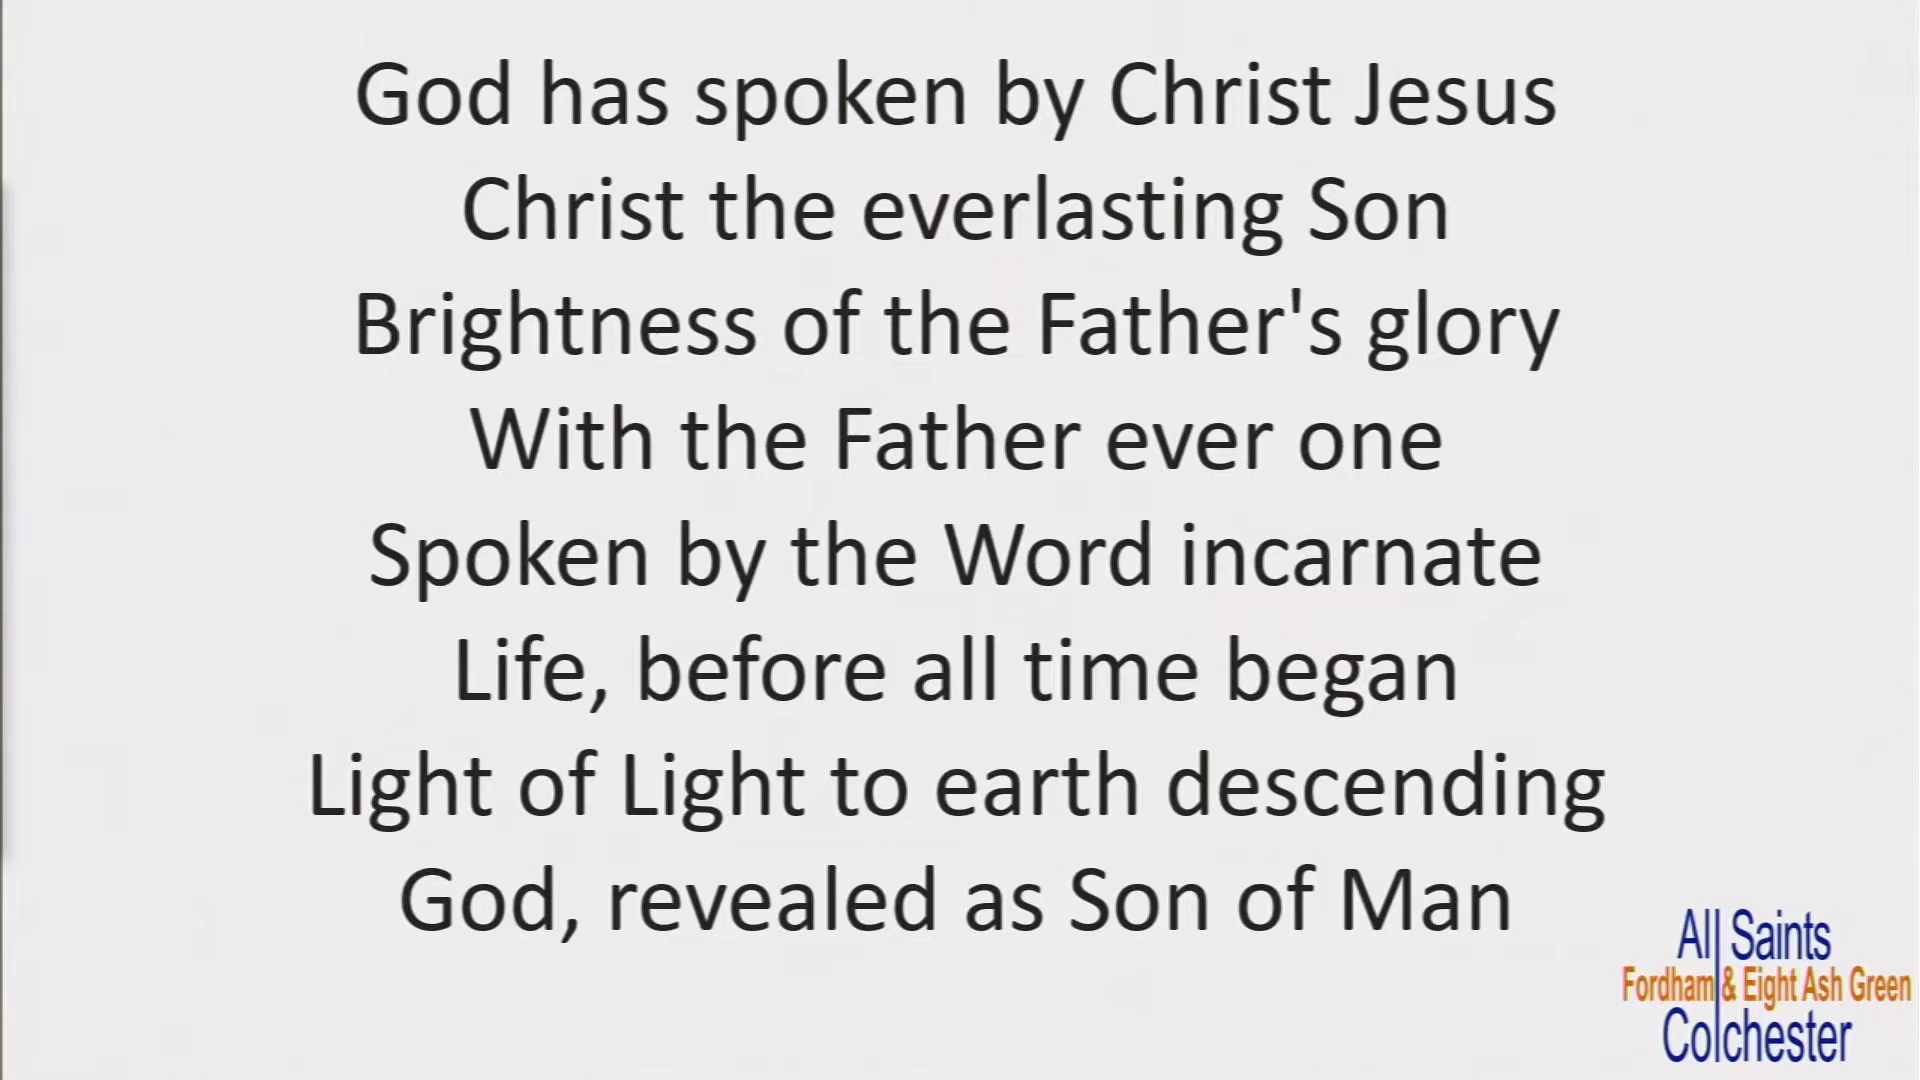 God has spoken by Christ Jesus
Christ the everlasting Son
Brightness of the Father's glory
With the Father ever one
Spoken by the Word incarnate
Life, before all time began
Light of Light to earth descending
God, revealed as Son of Man
All Saints
Fordham & Eight Ash Green
Colchester